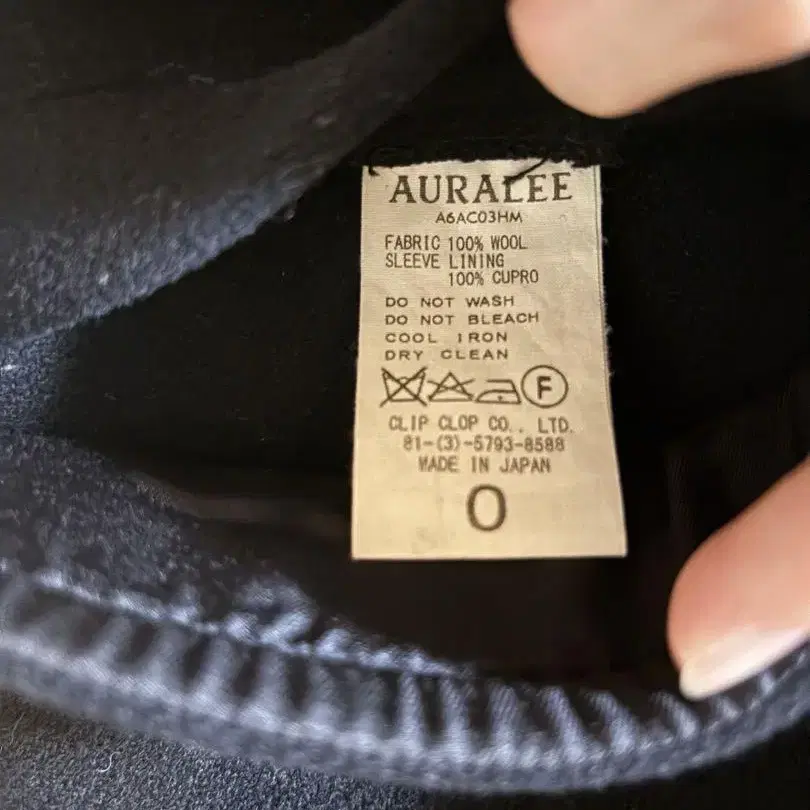 AURALEE
A6AC03HM
FABRIC 100% WOOL
SLEEVE LINING
100% CUPRO
DO NOT WASH
DO NOT BLEACH
COOL IRON
DRY CLEAN
F
CLIP CLOP CO., LTD.
81-(3)-5793-8588
MADE IN JAPAN
0